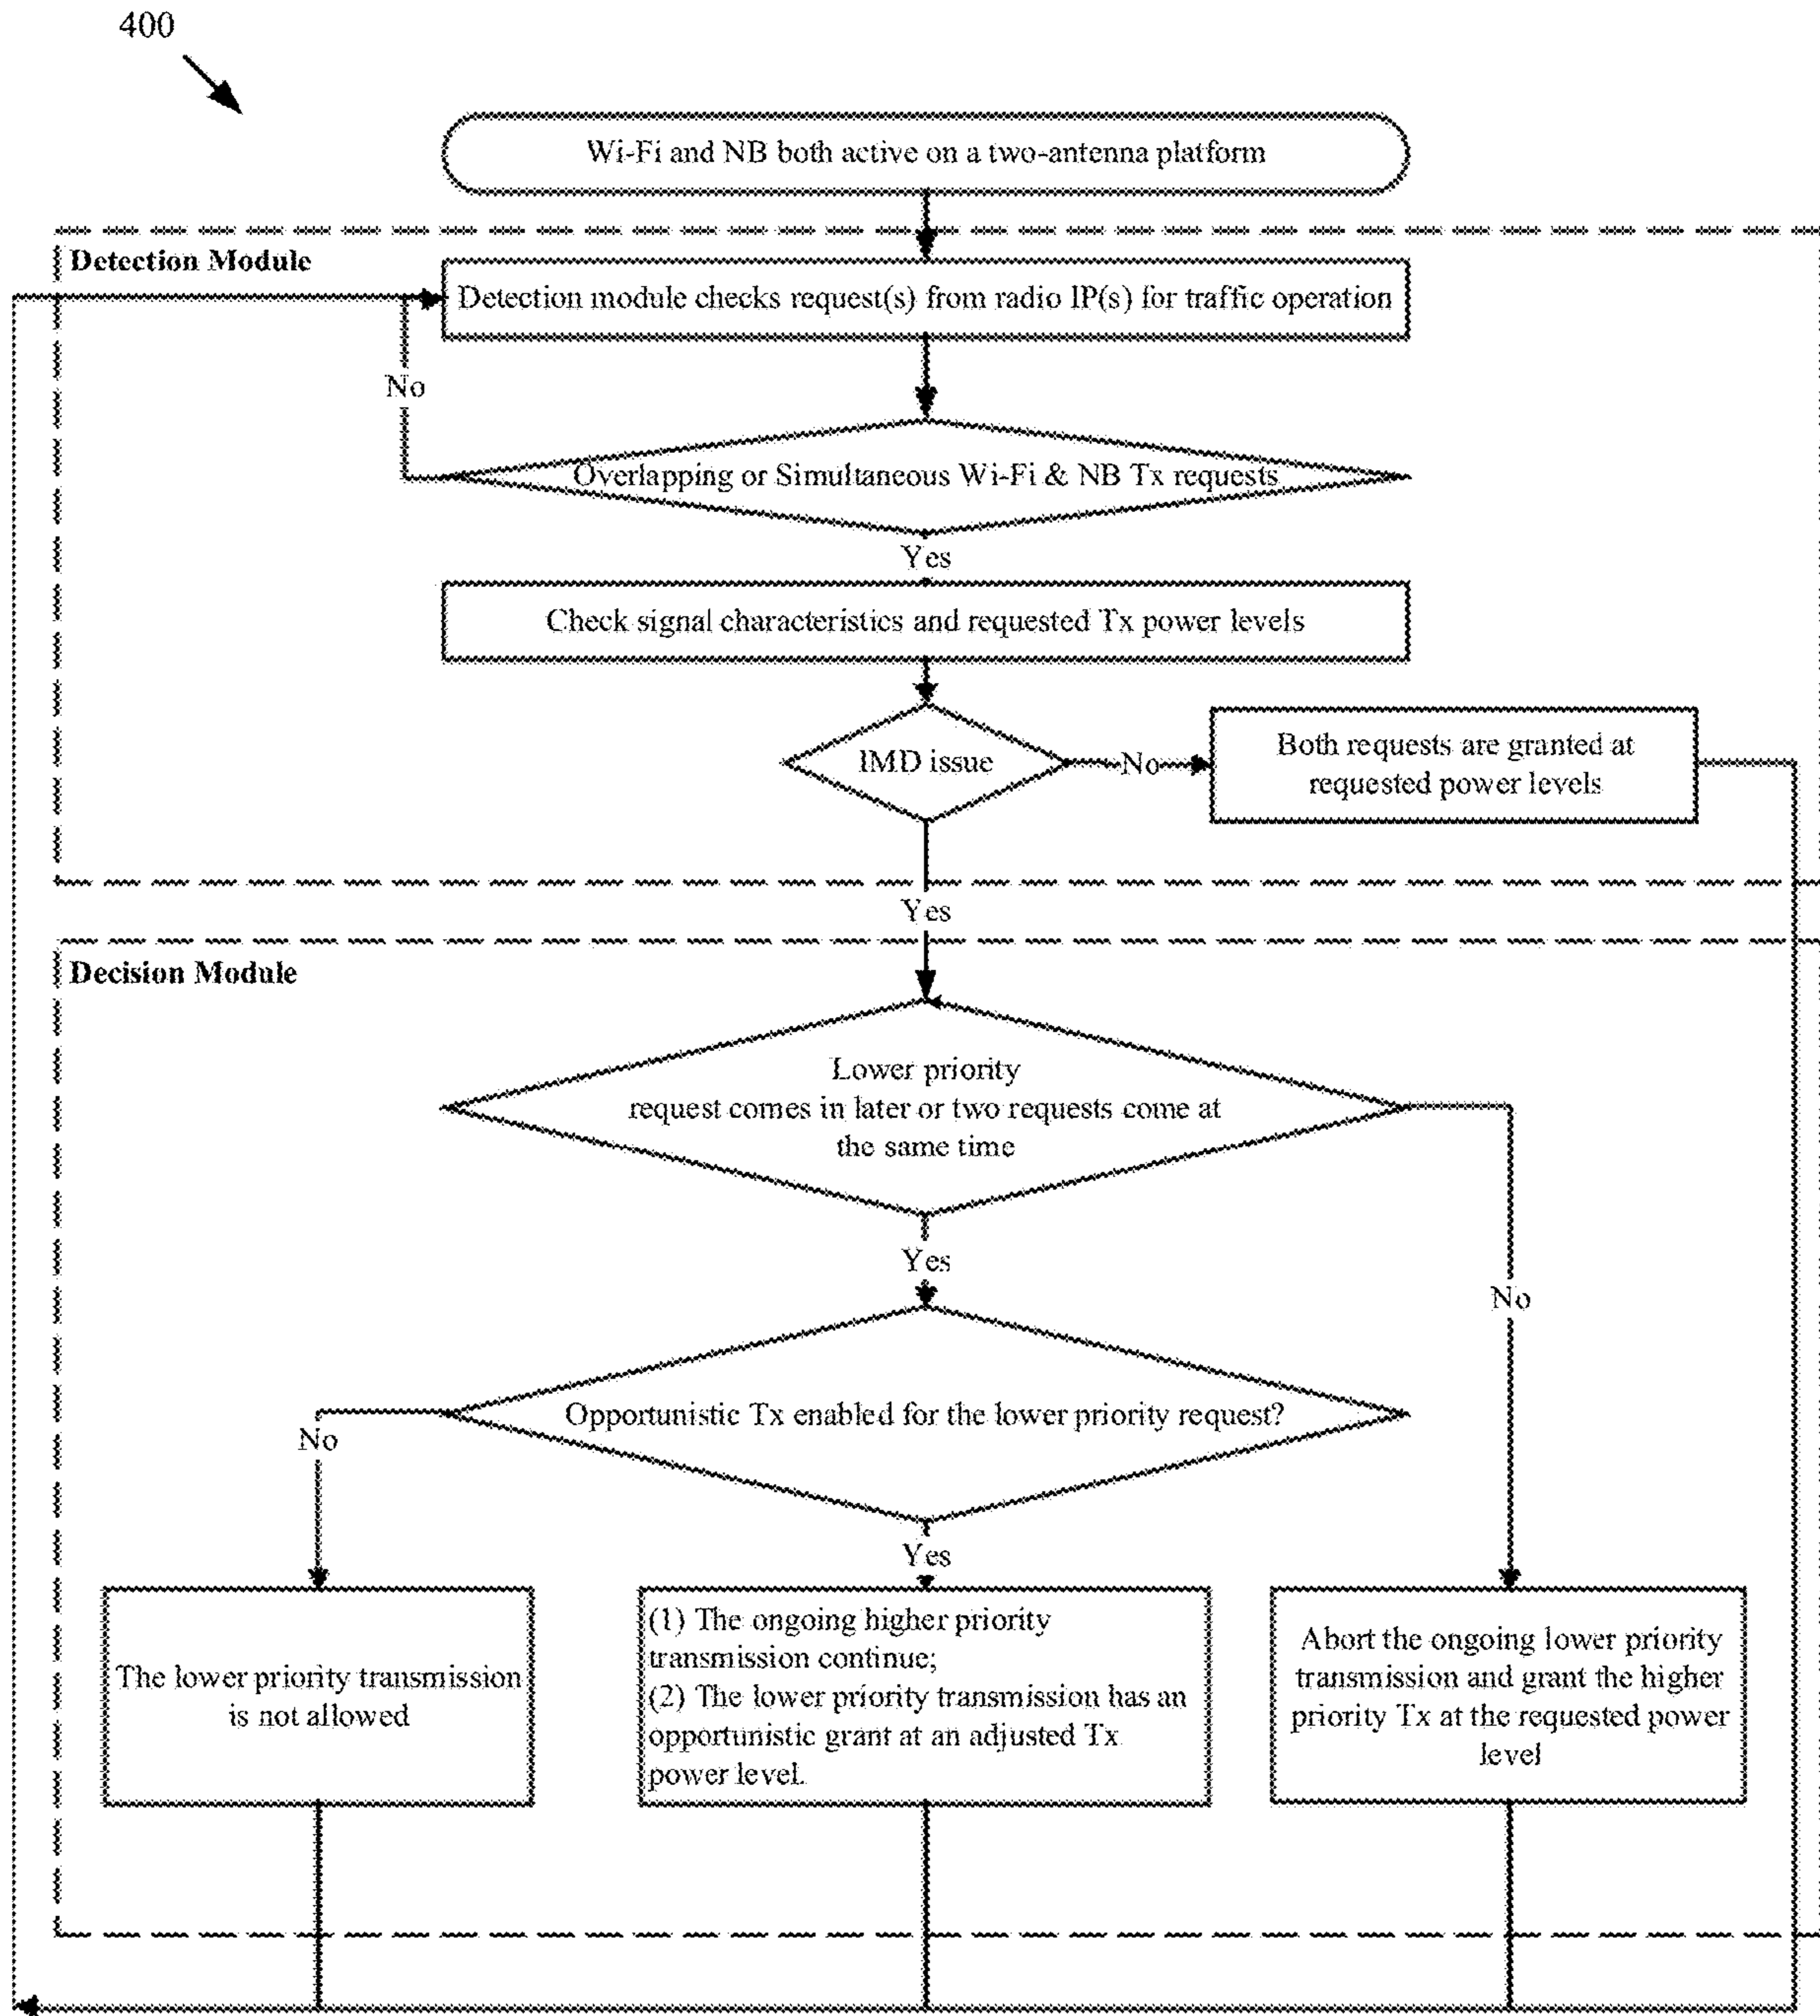 400
Wi-Fi and NB both active on a two-antenna platform
Detection Module
Detection module checks request(s) from radio IP(s) for traffic operation
No
Overlapping or Simultaneous Wi-Fi & NB Tx requests
Yes
Check signal characteristics and requested Tx power levels
IMD issue
No
Both requests are granted at
requested power levels
Yes
Decision Module
Lower priority
request comes in later or two requests come at
the same time
Yes
No
Opportunistic Tx enabled for the lower priority request?
No
Yes
The lower priority transmission
is not allowed
(1) The ongoing higher priority
transmission continue;
(2) The lower priority transmission has an
opportunistic grant at an adjusted Tx
power level.
Abort the ongoing lower priority
transmission and grant the higher
priority Tx at the requested power
level